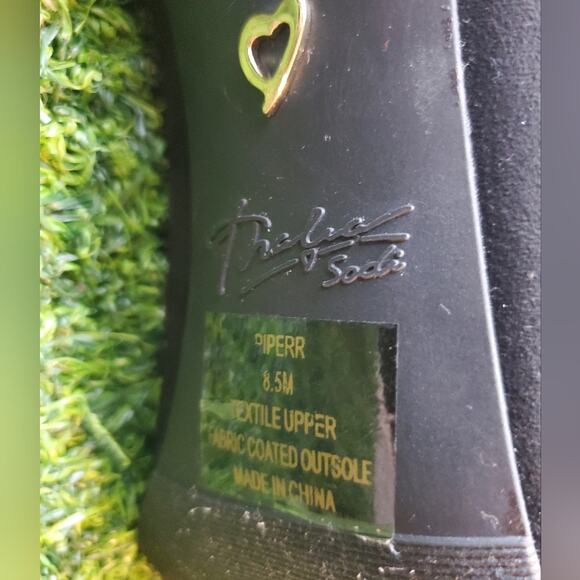 Thalia
Sodi
PIPERR
8.5M
TEXTILE UPPER
FABRIC COATED OUTSOLE
MADE IN CHINA